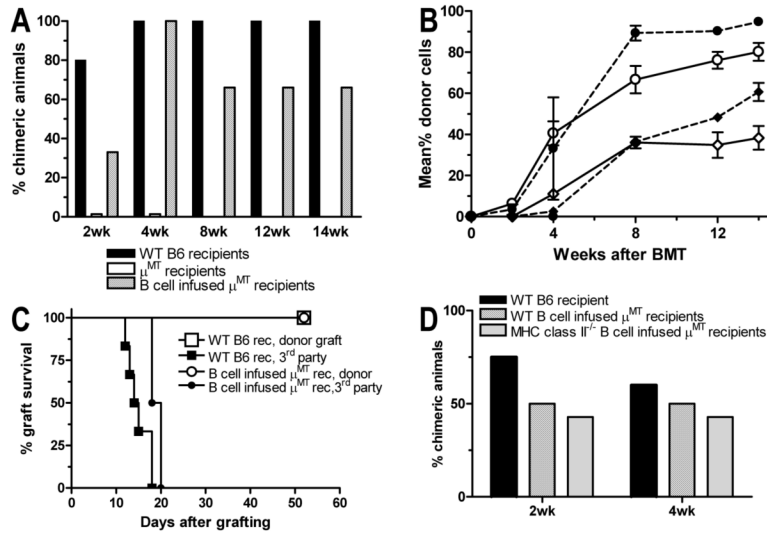 A
% chimeric animals
100
80
60
40
20
0
2wk 4wk 8wk 12wk 14wk
WT B6 recipients
μMT recipients
B cell infused μMT recipients
B
Mean% donor cells
100
80
60
40
20
0
0 4 8 12
Weeks after BMT
C
% graft survival
100
75
50
25
0
0 10 20 30 40 50 60
Days after grafting
WT B6 rec, donor graft
WT B6 rec, 3rd party
B cell infused μMT rec, donor
B cell infused μMT rec,3rd party
D
WT B6 recipient
WT B cell infused μMT recipients
MHC class II-/- B cell infused μMT recipients
% chimeric animals
100
75
50
25
0
2wk 4wk